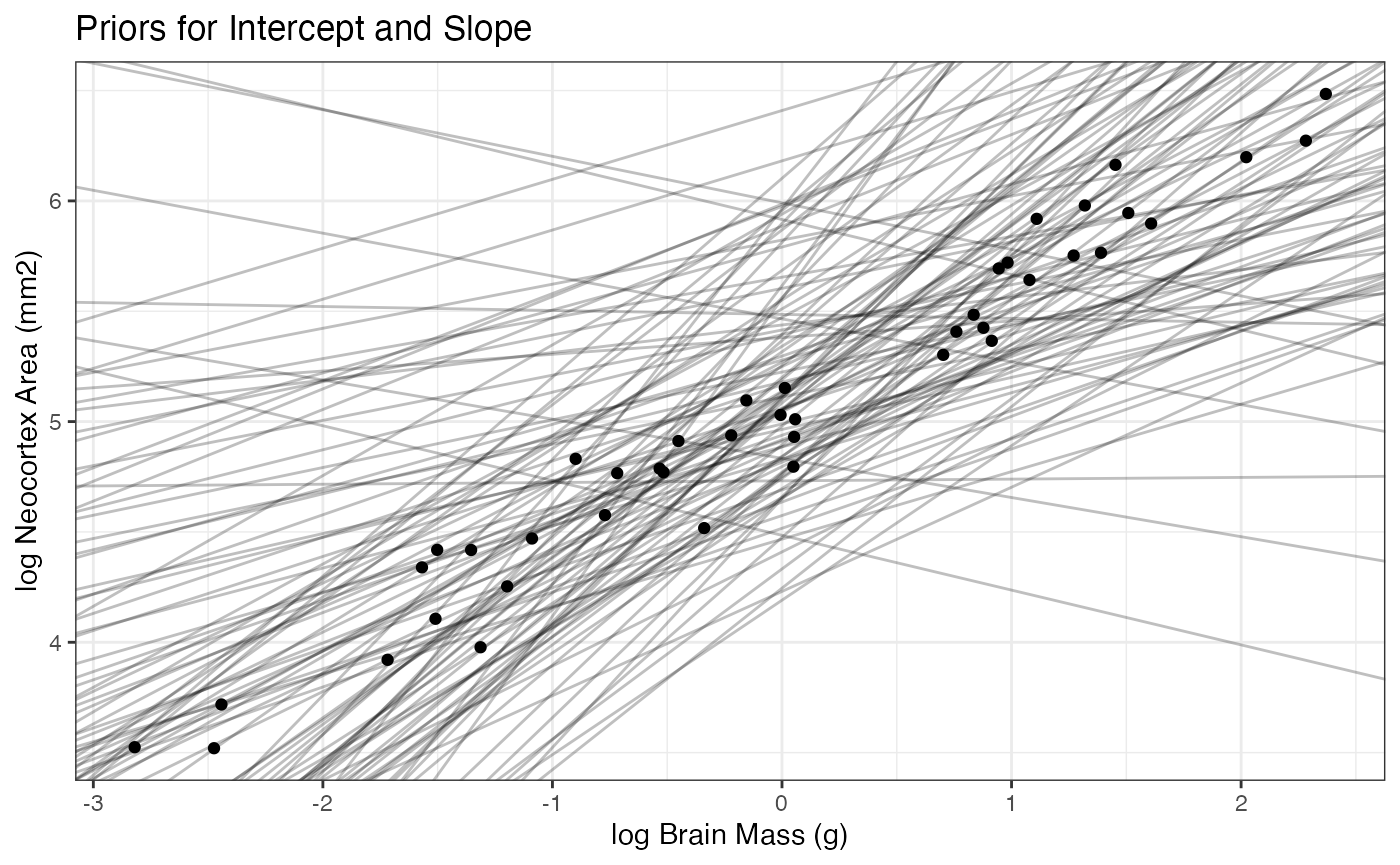 Priors for Intercept and Slope
log Neocortex Area (mm2)
6
5
4
-3 -2 -1 0 1 2
log Brain Mass (g)